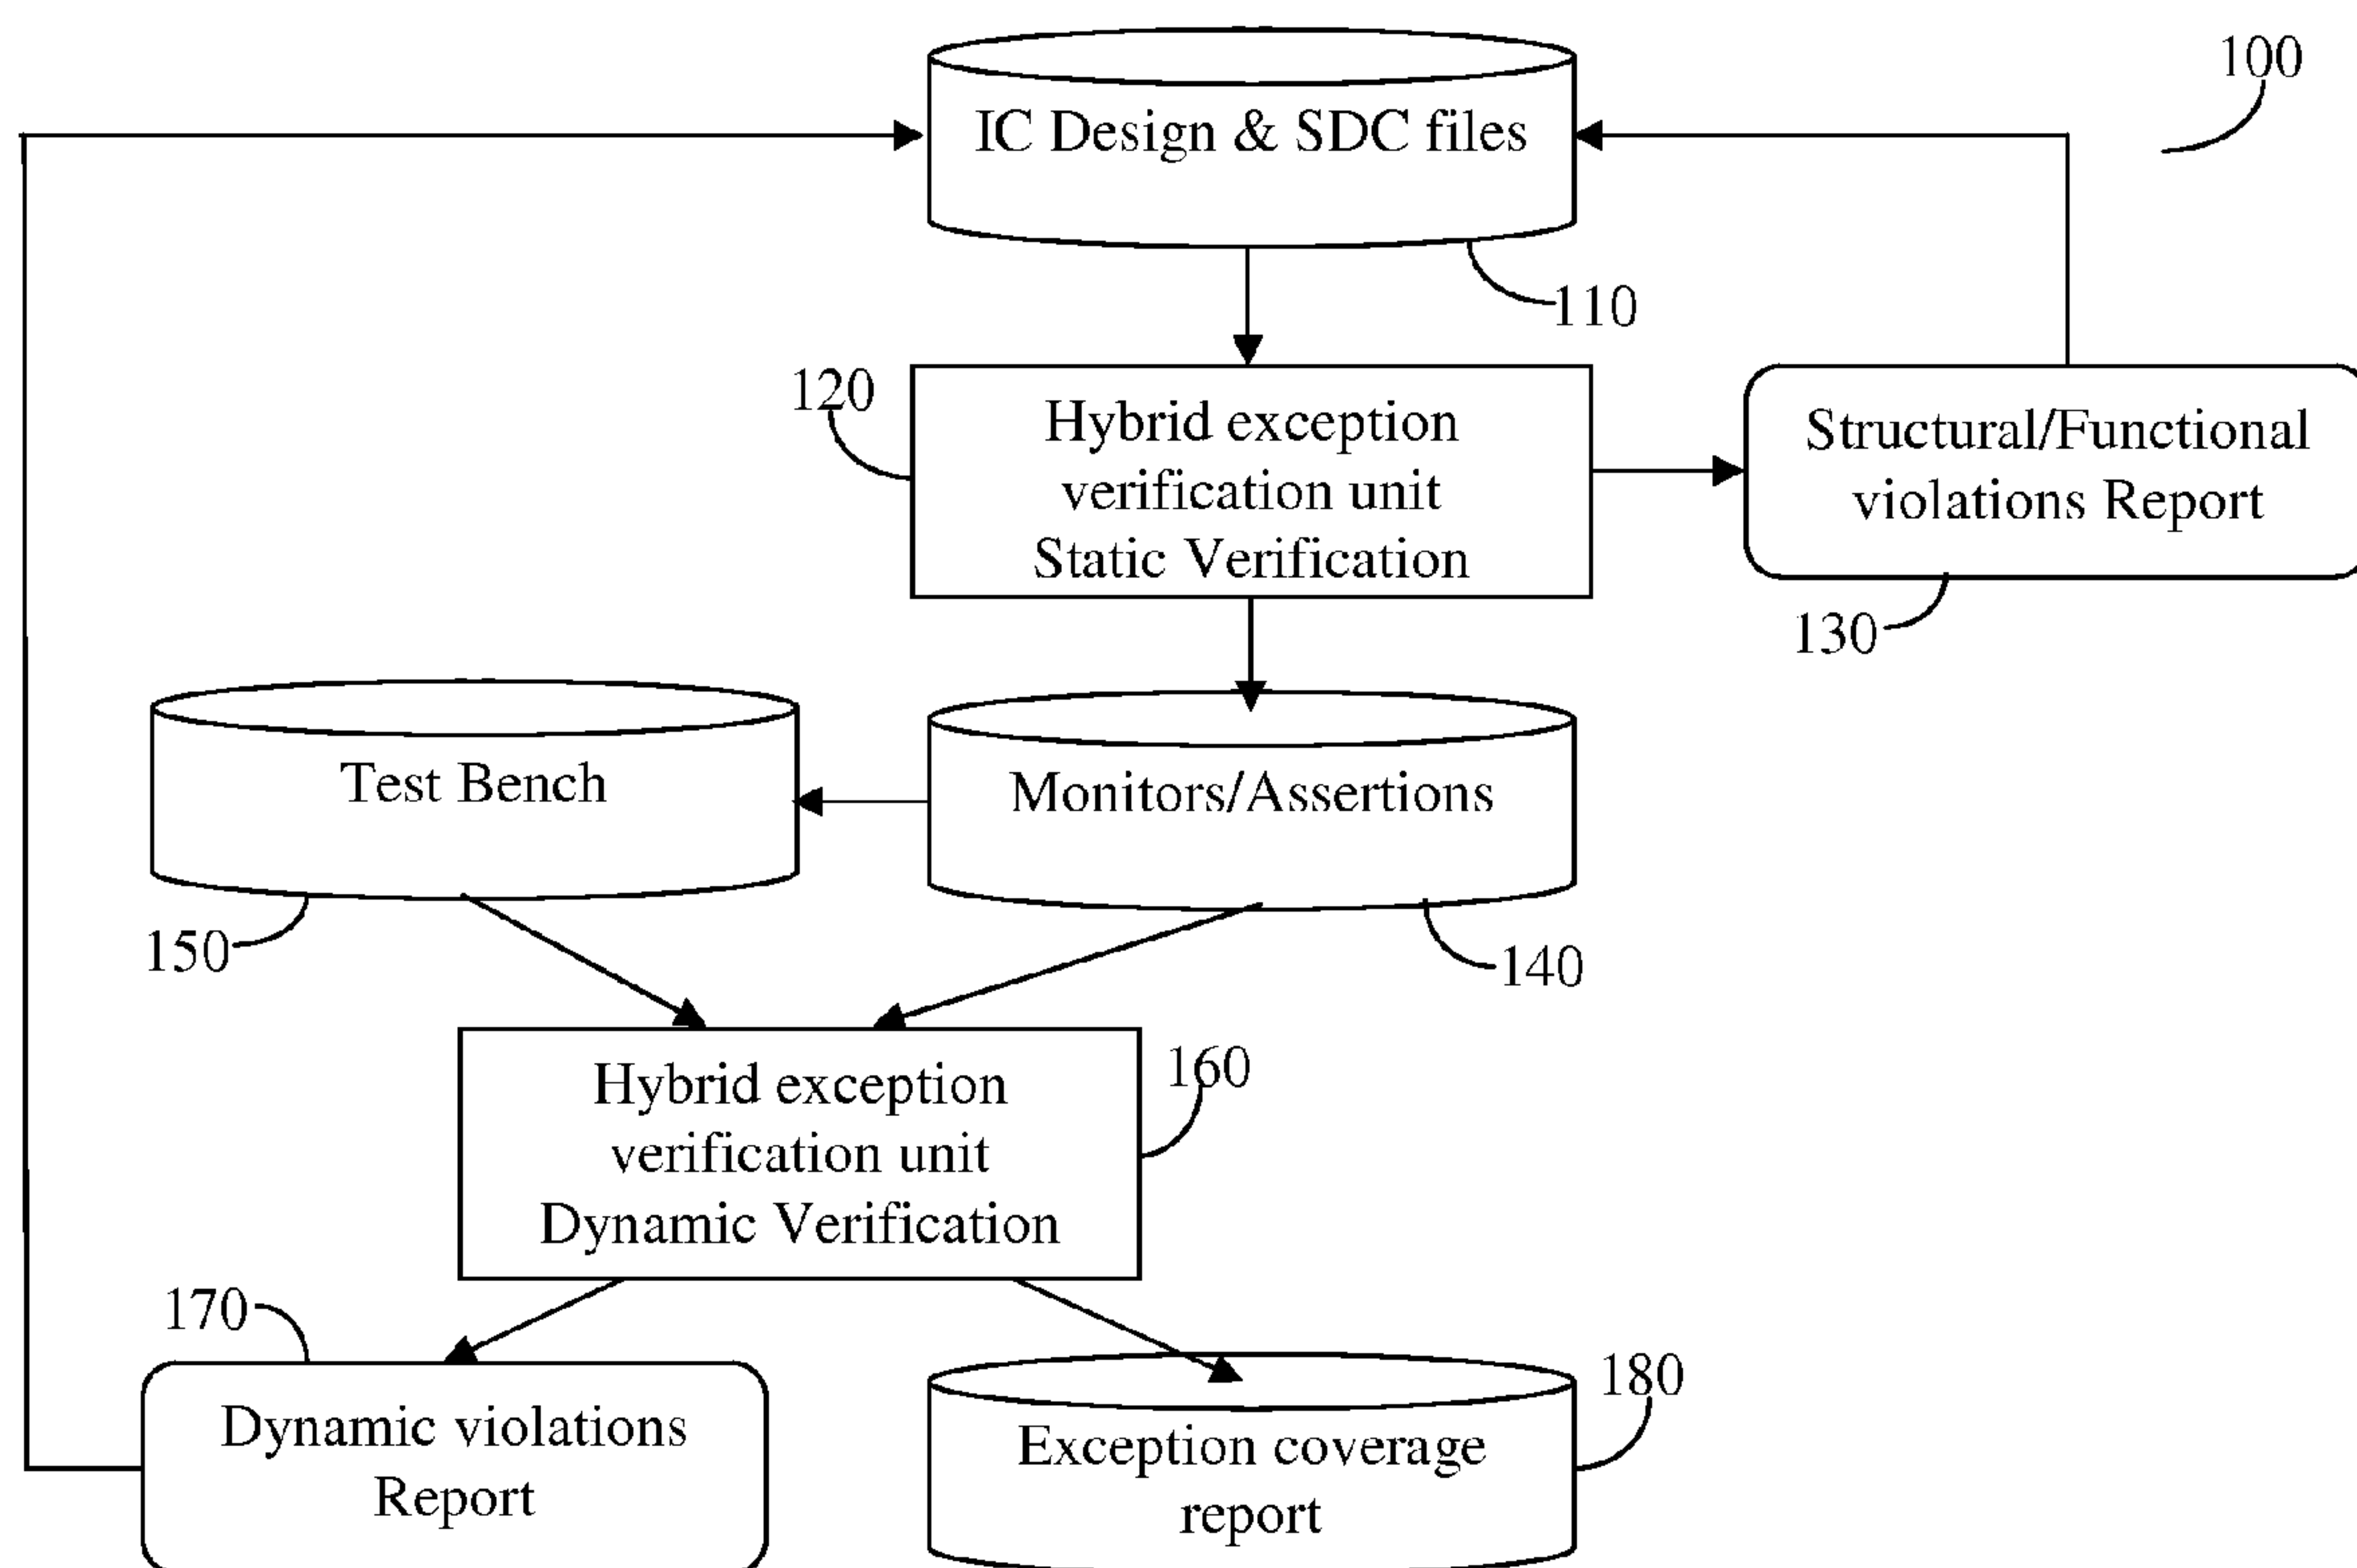 100
IC Design & SDC files
110
120
Hybrid exception
verification unit
Static Verification
Structural/Functional
violations Report
130
Test Bench
Monitors/Assertions
150
140
Hybrid exception
verification unit
Dynamic Verification
160
170
Dynamic violations
Report
180
Exception coverage
report